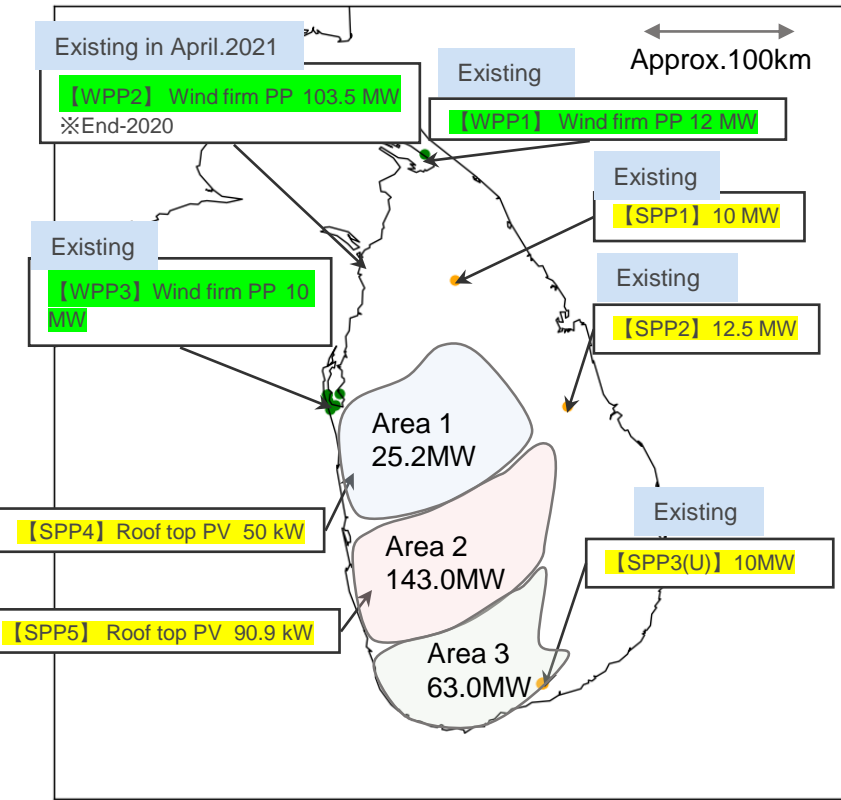 Existing in April.2021
【WPP2】 Wind firm PP 103.5 MW
※End-2020
Approx.100km
Existing
【WPP1】 Wind firm PP 12 MW
Existing
【SPP1】10 MW
Existing
【WPP3】Wind firm PP 10
MW
Existing
【SPP2】12.5 MW
Area 1
25.2MW
【SPP4】Roof top PV 50 kW
Area 2
143.0MW
Existing
【SPP3(U)】10MW
【SPP5】 Roof top PV 90.9 kW
Area 3
63.0MW